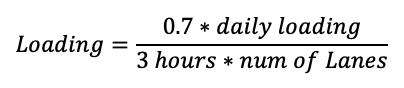 Loading = 0.7 * daily loading / 3 hours * num of Lanes